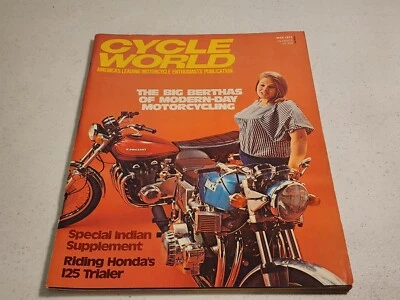 CYCLE
WORLD
AMERICA'S LEADING MOTORCYCLE ENTHUSIASTS' PUBLICATION
THE BIG BERTHAS
OF MODERN-DAY
MOTORCYCLING
KAWASAKI
Special Indian
Supplement
Riding Honda's
125 Trialer